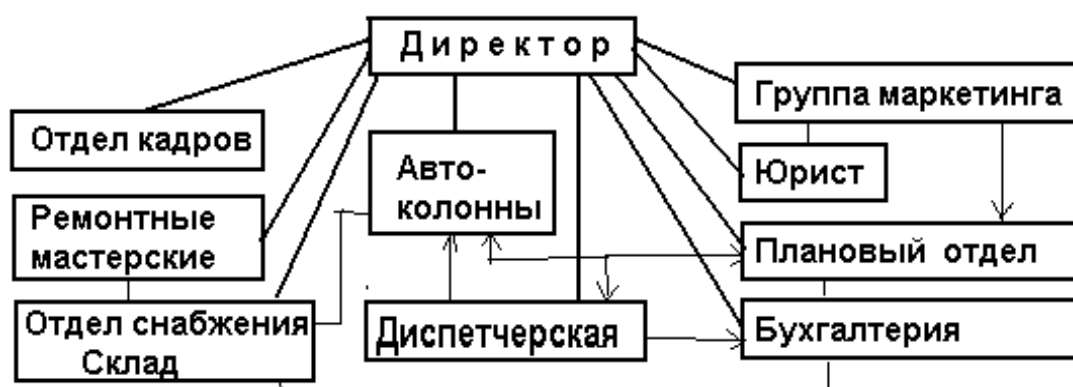 Директор
Группа маркетинга
Отдел кадров
Авто-
колонны
Юрист
Ремонтные
мастерские
Плановый отдел
Отдел снабжения
Склад
Диспетчерская
Бухгалтерия